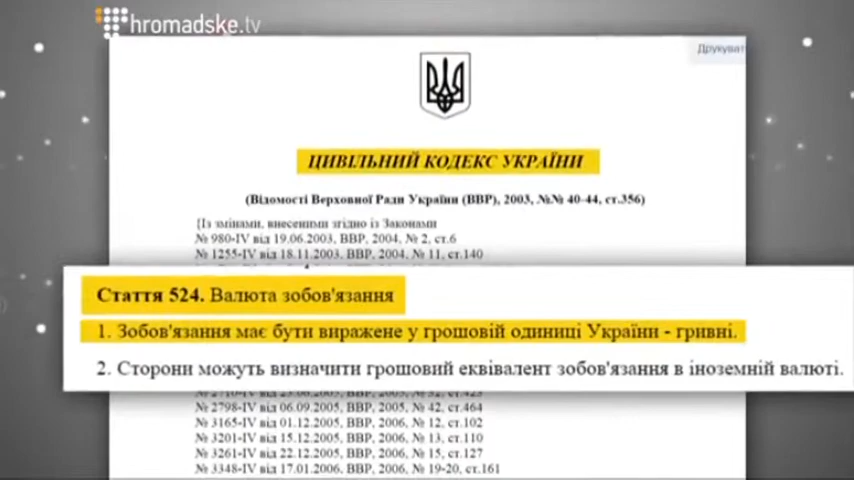 hromadske.tv
Друкуват
ЦИВІЛЬНИЙ КОДЕКС УКРАЇНИ
(Відомості Верховної Ради України (ВВР), 2003, №№ 40-44, ст.356)
{Із змінами, внесеними згідно із Законами
№ 980-IV від 19.06.2003, ВВР, 2004, № 2, ст.6
№ 1255-IV від 18.11.2003, ВВР, 2004, № 11, ст.140
Стаття 524. Валюта зобов'язання
1. Зобов'язання має бути виражене у грошовій одиниці України - гривні.
2. Сторони можуть визначити грошовий еквівалент зобов'язання в іноземній валюті.
№ 2798-IV від 06.09.2005, ВВР, 2005, № 42, ст.464
№ 3165-IV від 01.12.2005, ВВР, 2006, № 12, ст.102
№ 3201-IV від 15.12.2005, ВВР, 2006, № 13, ст.110
№ 3261-IV від 22.12.2005, ВВР, 2006, № 15, ст.127
№ 3348-IV від 17.01.2006, ВВР, 2006, № 19-20, ст.161